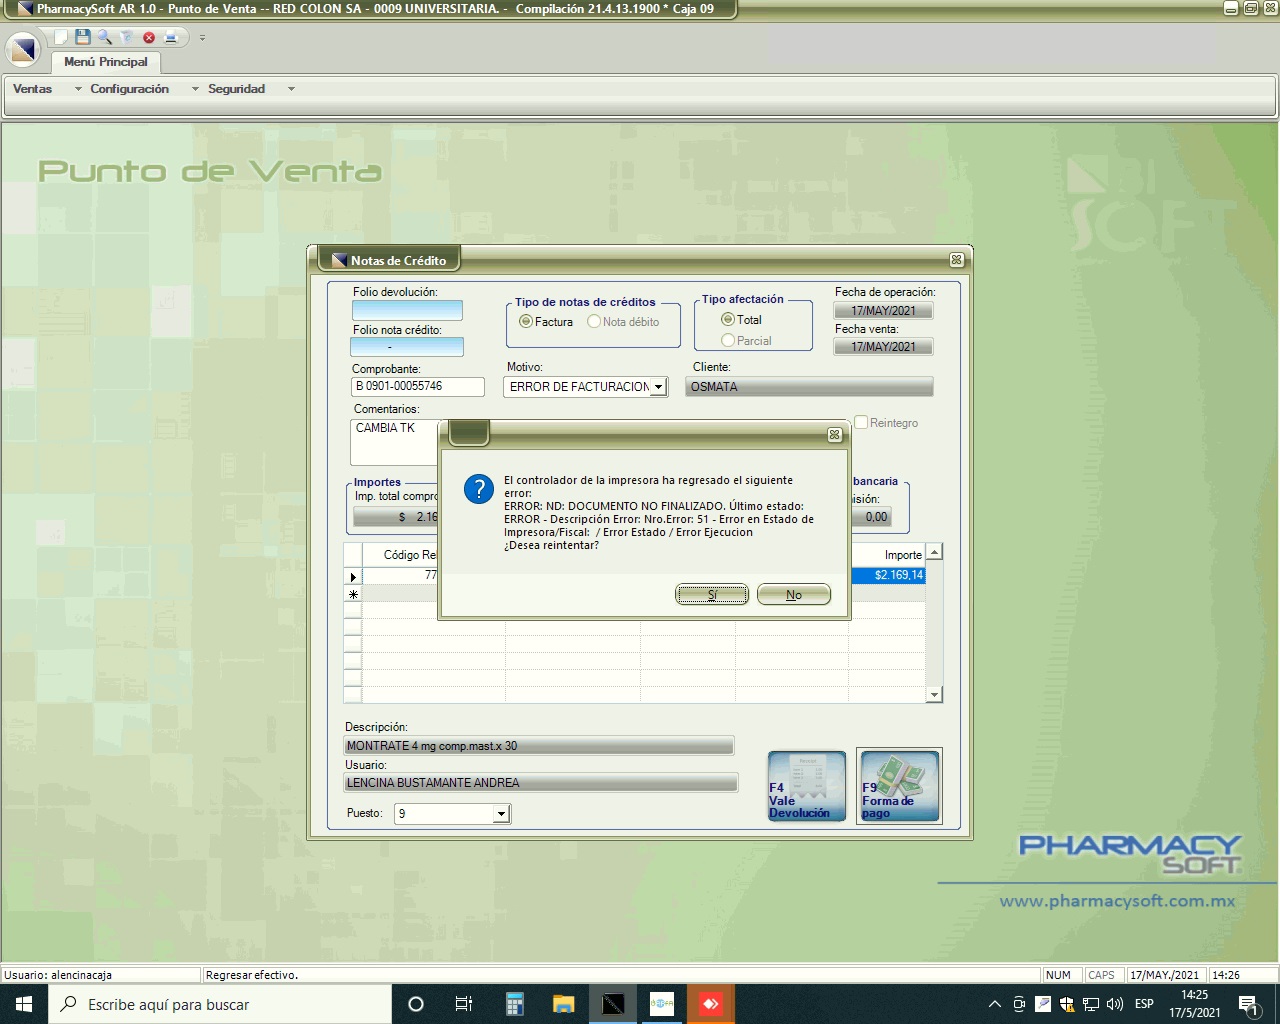 PharmacySoft AR 1.0 - Punto de Venta -- RED COLON SA - 0009 UNIVERSITARIA. - Compilación 21.4.13.1900 * Caja 09
Menú Principal
Ventas Configuración Seguridad
Punto de Venta
Notas de Crédito
Folio devolución:
Folio nota crédito:
-
Tipo de notas de créditos
Factura Nota débito
Tipo afectación
Total
Parcial
Fecha de operación:
17/MAY/2021
Fecha venta:
17/MAY/2021
Comprobante:
B 0901-00055746
Motivo:
ERROR DE FACTURACION
Cliente:
OSMATA
Comentarios:
CAMBIA TK
Reintegro
Importes
Imp. total compro
$ 2.16
bancaria
isión:
0,00
El controlador de la impresora ha regresado el siguiente
error:
ERROR: ND: DOCUMENTO NO FINALIZADO. Último estado:
ERROR - Descripción Error: Nro.Error: 51 - Error en Estado de
Impresora/Fiscal: / Error Estado / Error Ejecucion
¿Desea reintentar?
Sí No
Código Rel Importe
77 $2.169,14
Descripción:
MONTRATE 4 mg comp.mast.x 30
Usuario:
LENCINA BUSTAMANTE ANDREA
Puesto: 9
F4
Vale
Devolución
F9
Forma de
pago
PHARMACY
SOFT
www.pharmacysoft.com.mx
Usuario: alencinacaja Regresar efectivo. NUM CAPS 17/MAY./2021 14:26
Escribe aquí para buscar
ESP
14:25
17/5/2021
1